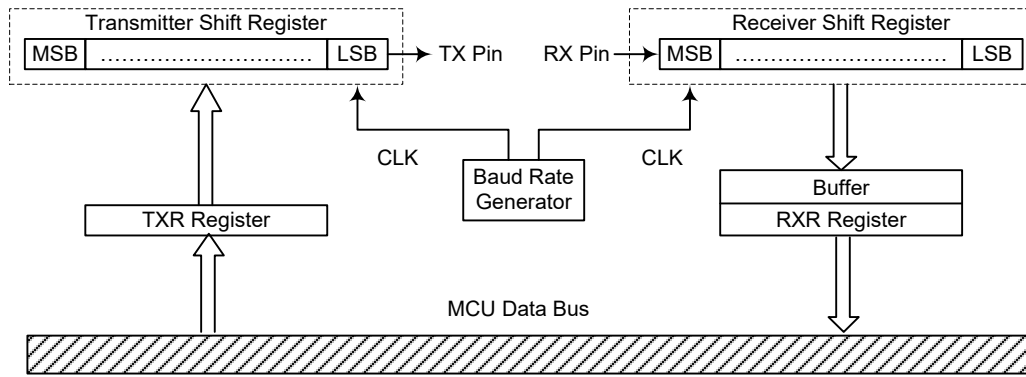 Transmitter Shift Register
MSB ................................ LSB
TX Pin
RX Pin
Receiver Shift Register
MSB ................................ LSB
CLK
CLK
Baud Rate
Generator
TXR Register
Buffer
RXR Register
MCU Data Bus